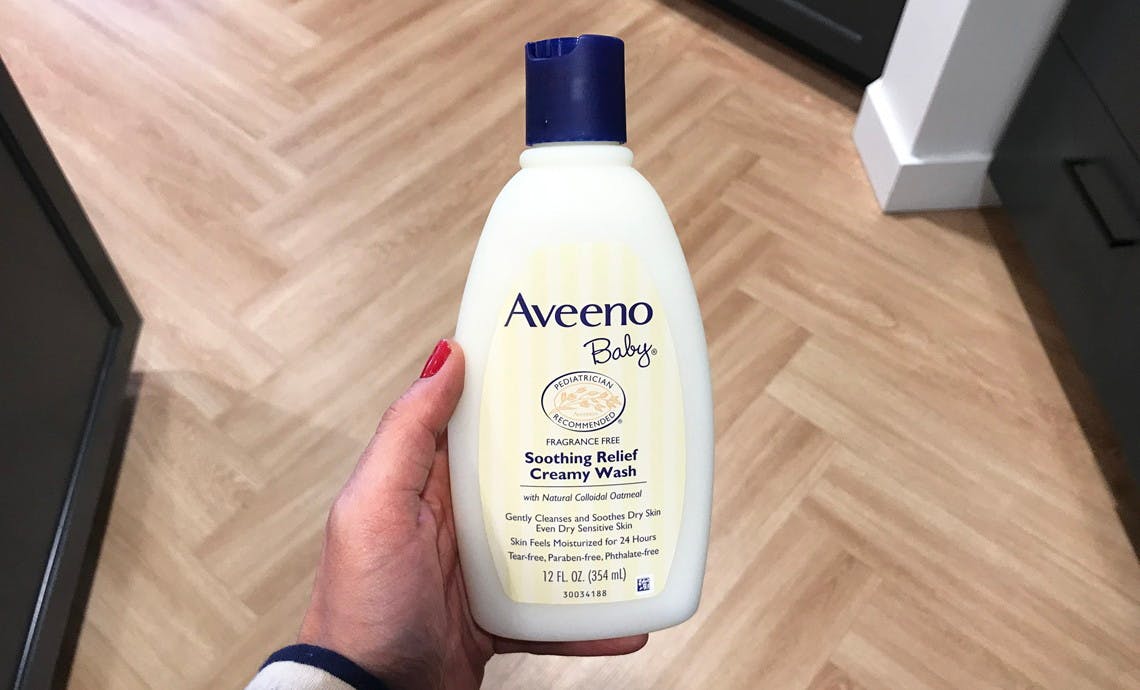 Aveeno
Baby®
PEDIATRICIAN
RECOMMENDED®
FRAGRANCE FREE
Soothing Relief
Creamy Wash
with Natural Colloidal Oatmeal
Gently Cleanses and Soothes Dry Skin
Even Dry Sensitive Skin
Skin Feels Moisturized for 24 Hours
Tear-free, Paraben-free, Phthalate-free
12 FL. OZ. (354 mL)
30034188